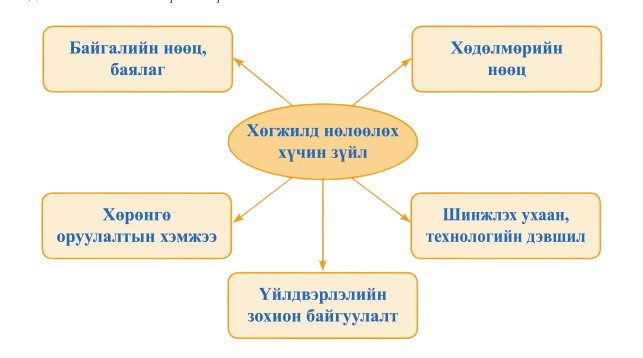 Байгалийн нөөц,
баялаг
Хөдөлмөрийн
нөөц
Хөгжилд нөлөөлөх
хүчин зүйл
Хөрөнгө
оруулалтын хэмжээ
Шинжлэх ухаан,
технологийн дэвшил
Үйлдвэрлэлийн
зохион байгуулалт